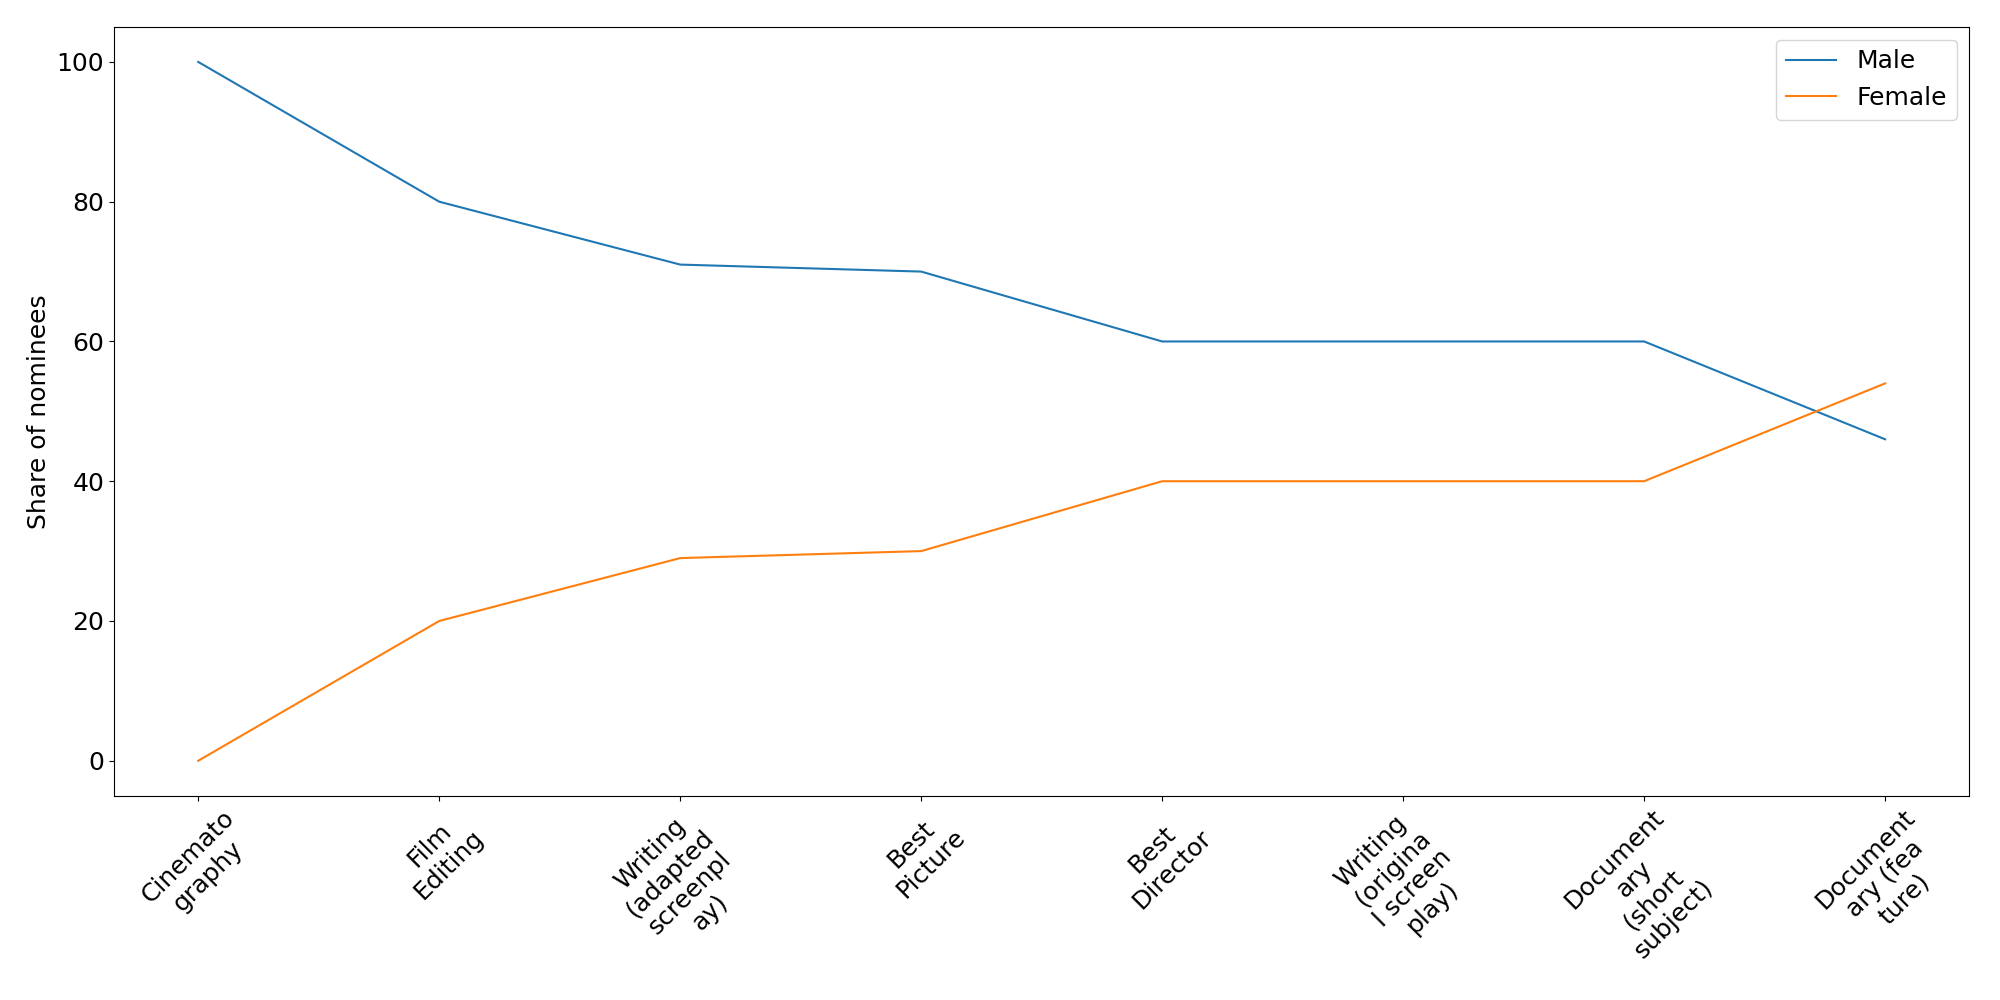 Male
Female
Share of nominees
100
80
60
40
20
0
Cinemato
graphy
Film
Editing
Writing
(adapted
screenpl
ay)
Best
Picture
Best
Director
Writing
(origina
l screen
play)
Document
ary
(short
subject)
Document
ary (fea
ture)